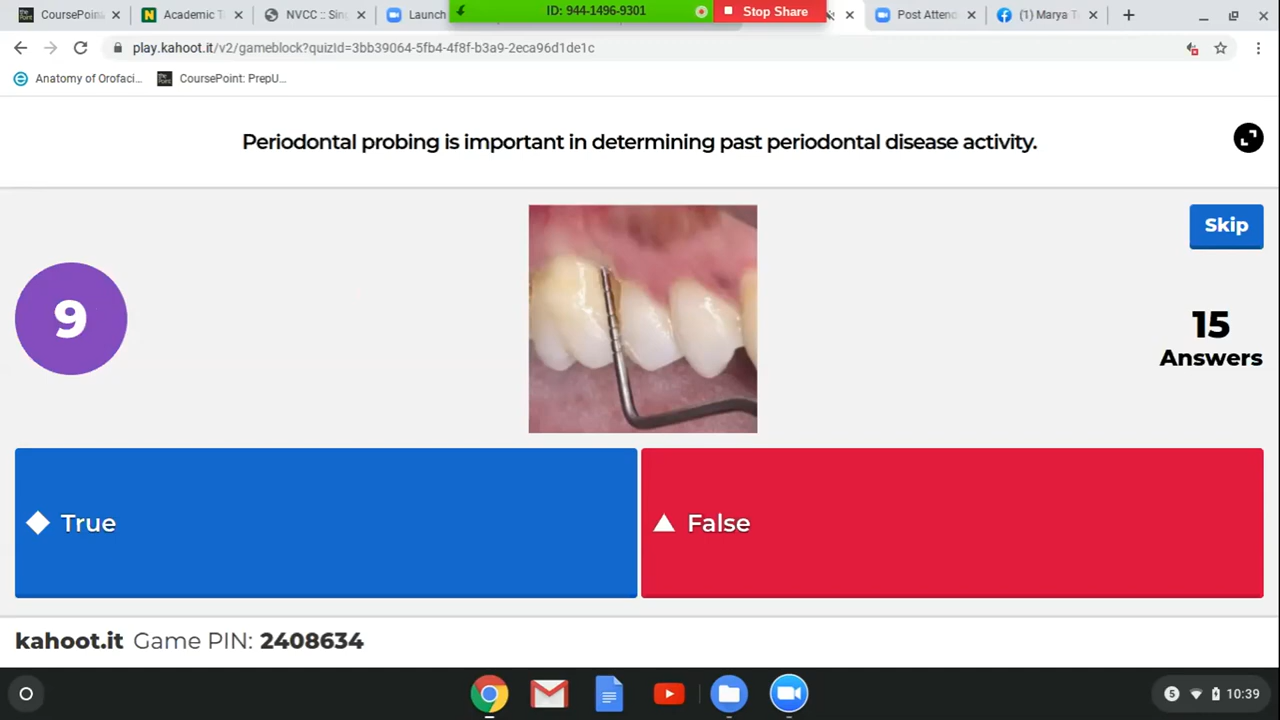 CoursePoin
Academic T
NVCC :: Sin
Launch
ID: 944-1496-9301
Stop Share
Post Attend
(1) Marya T
play.kahoot.it/v2/gameblock?quizId=3bb39064-5fb4-4f8f-b3a9-2eca96d1de1c
Anatomy of Orofaci...
CoursePoint: PrepU...
Periodontal probing is important in determining past periodontal disease activity.
Skip
9
15
Answers
True
False
kahoot.it Game PIN: 2408634
5
10:39